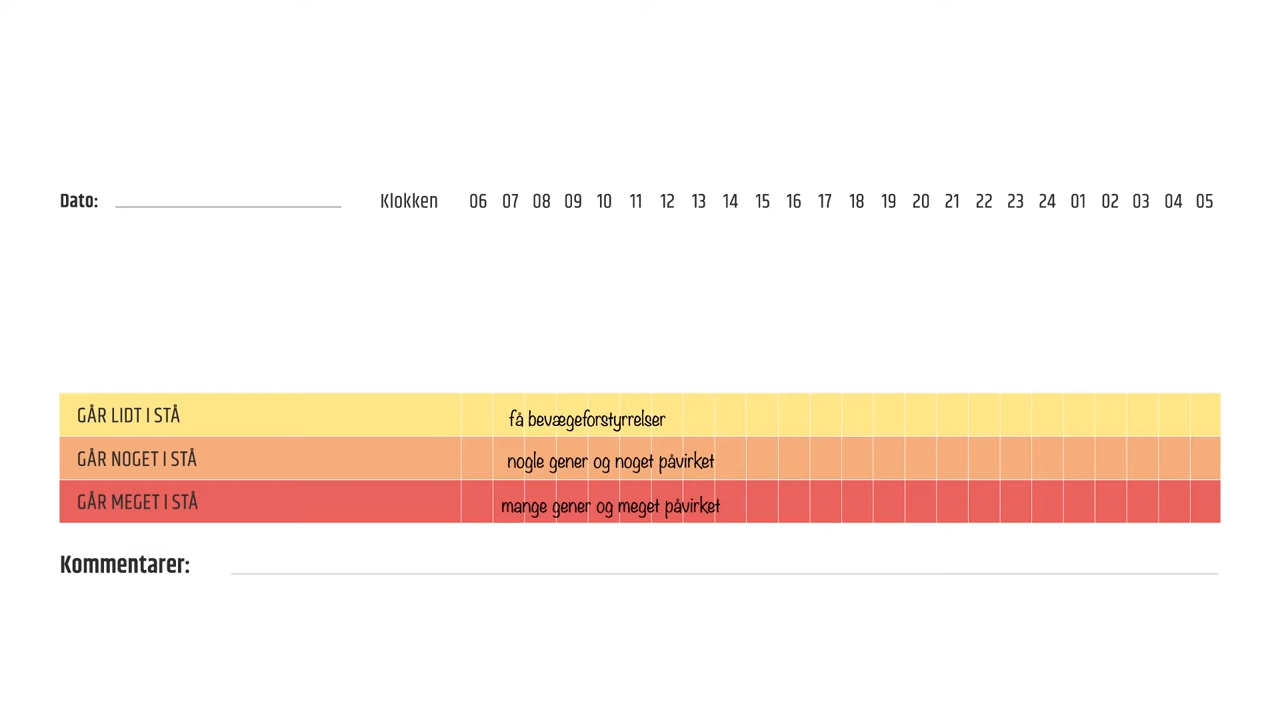 Dato: Klokken 06 07 08 09 10 11 12 13 14 15 16 17 18 19 20 21 22 23 24 01 02 03 04 05
GÅR LIDT I STÅ få bevægeforstyrrelser
GÅR NOGET I STÅ nogle gener og noget påvirket
GÅR MEGET I STÅ mange gener og meget påvirket
Kommentarer: